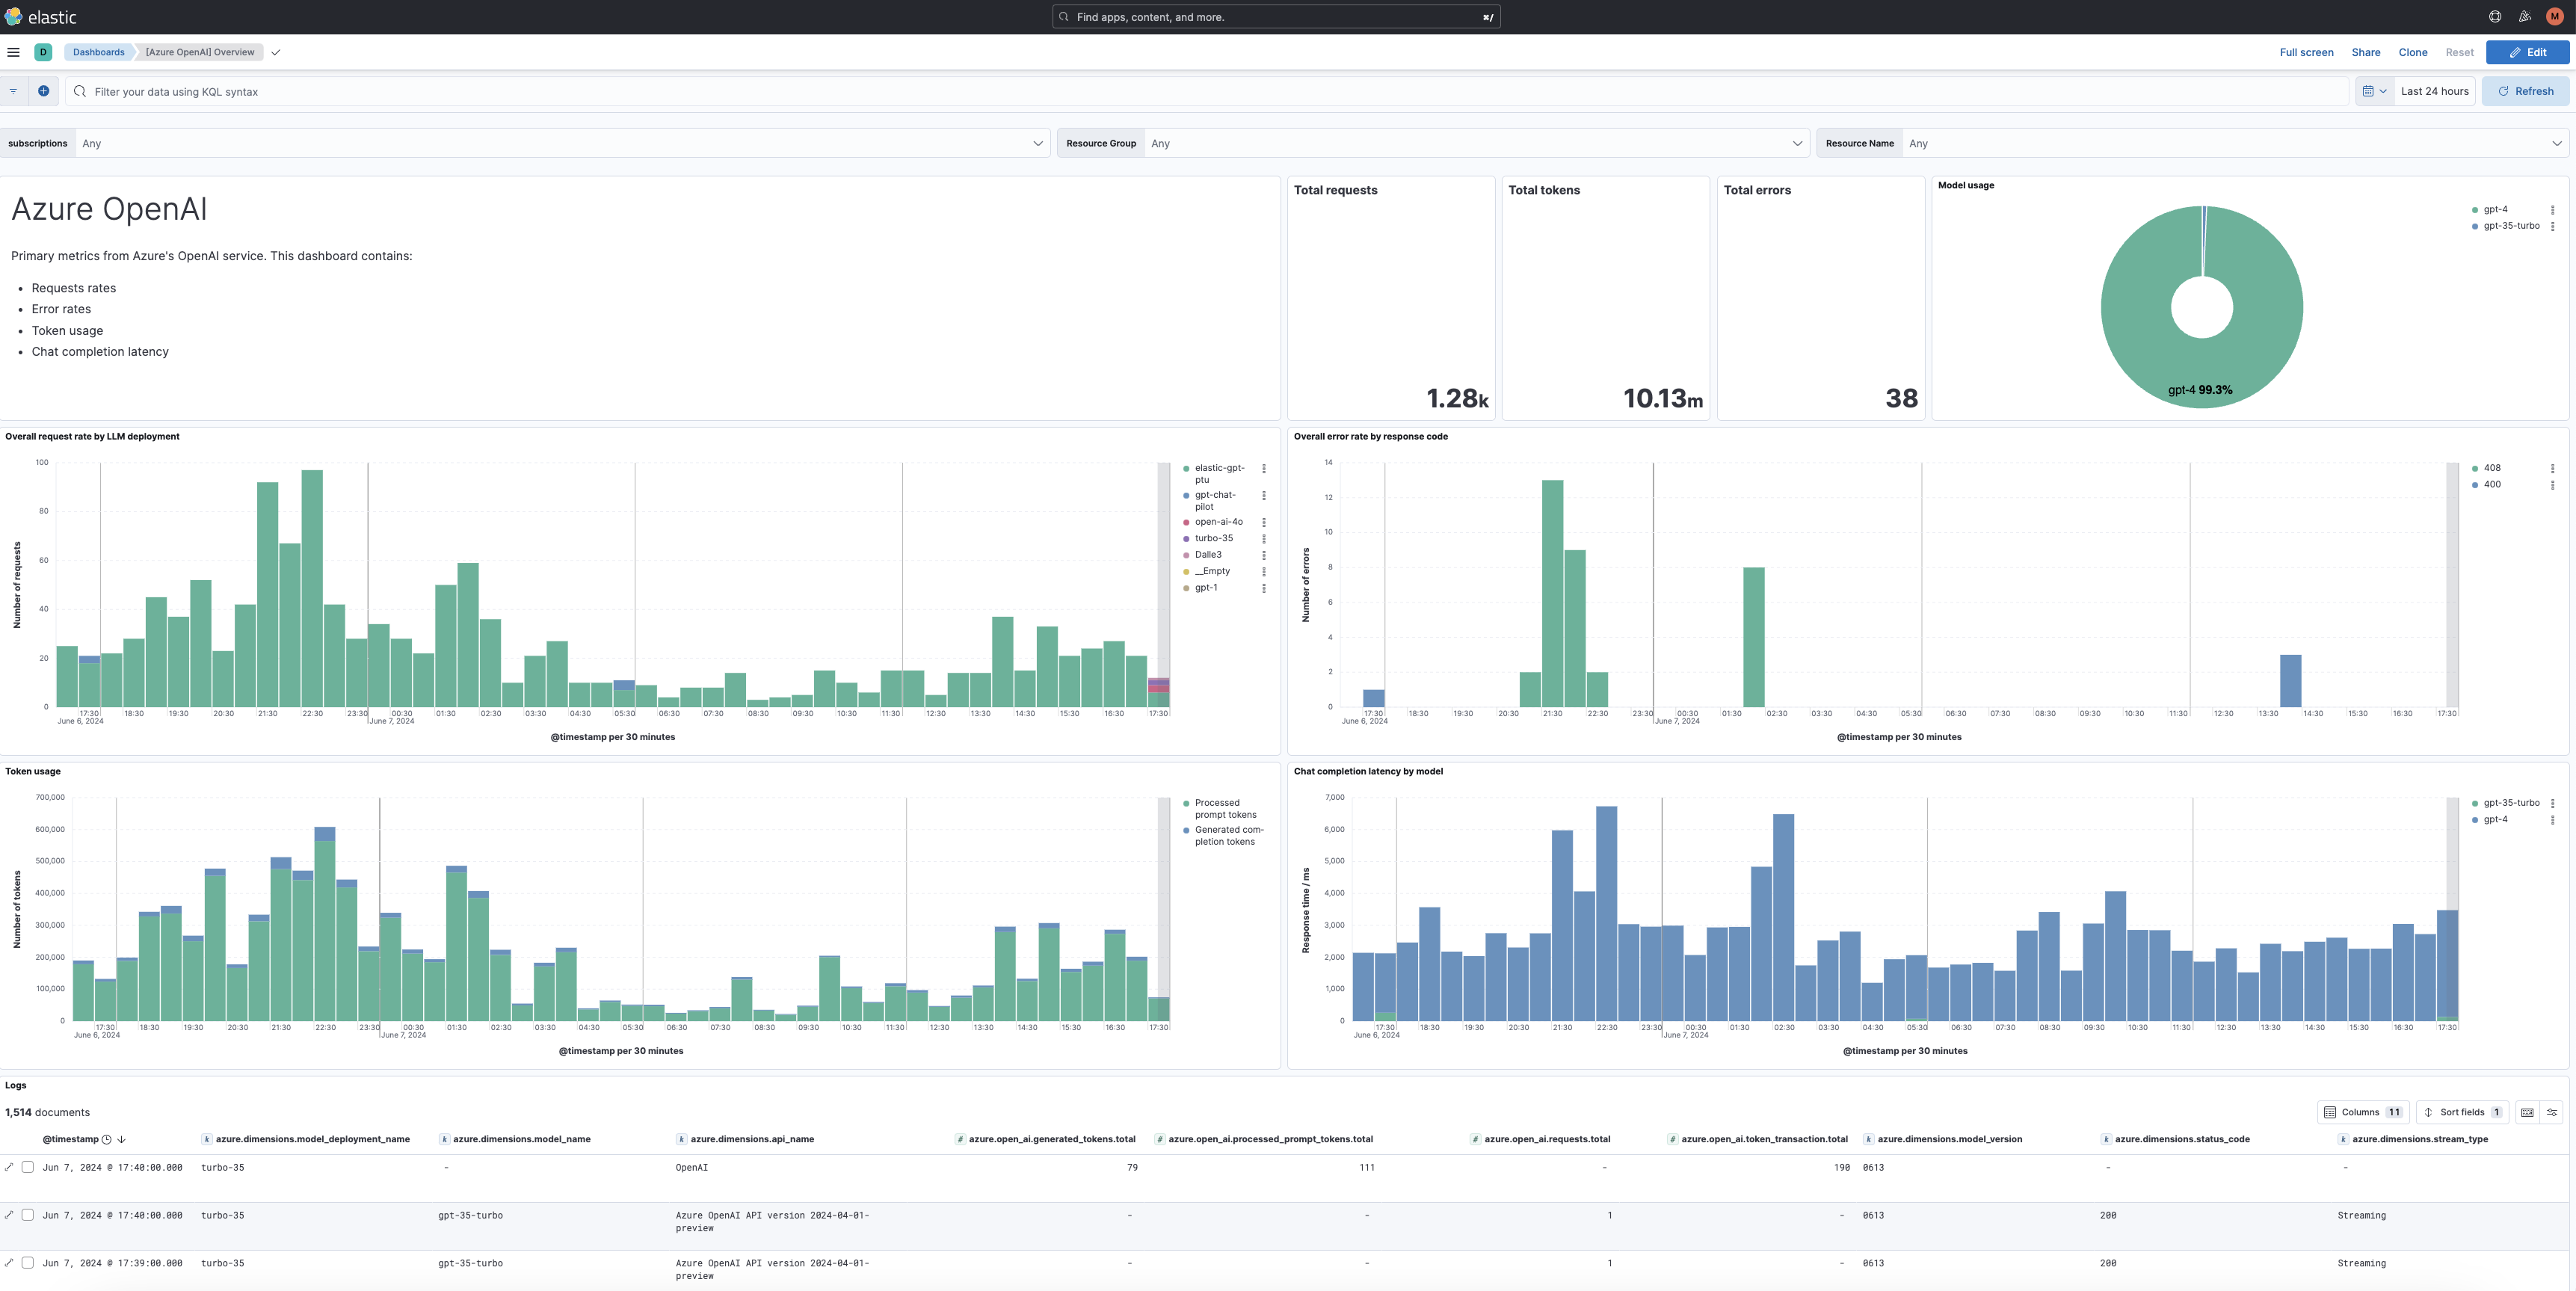 elastic
Find apps, content, and more.
⌘/
M
D
Dashboards
[Azure OpenAI] Overview
Full screen
Share
Clone
Reset
Edit
Filter your data using KQL syntax
Last 24 hours
Refresh
subscriptions
Any
Resource Group
Any
Resource Name
Any
Azure OpenAI
Primary metrics from Azure's OpenAI service. This dashboard contains:
• Requests rates
• Error rates
• Token usage
• Chat completion latency
Total requests
1.28k
Total tokens
10.13m
Total errors
38
Model usage
gpt-4
gpt-35-turbo
gpt-4 99.3%
Overall request rate by LLM deployment
100
80
60
40
20
0
Number of requests
17:30 18:30 19:30 20:30 21:30 22:30 23:30 00:30 01:30 02:30 03:30 04:30 05:30 06:30 07:30 08:30 09:30 10:30 11:30 12:30 13:30 14:30 15:30 16:30 17:30
June 6, 2024 June 7, 2024
@timestamp per 30 minutes
elastic-gpt-
ptu
gpt-chat-
pilot
open-ai-4o
turbo-35
Dalle3
__Empty
gpt-1
Overall error rate by response code
14
12
10
8
6
4
2
0
Number of errors
17:30 18:30 19:30 20:30 21:30 22:30 23:30 00:30 01:30 02:30 03:30 04:30 05:30 06:30 07:30 08:30 09:30 10:30 11:30 12:30 13:30 14:30 15:30 16:30 17:30
June 6, 2024 June 7, 2024
@timestamp per 30 minutes
408
400
Token usage
700,000
600,000
500,000
400,000
300,000
200,000
100,000
0
Number of tokens
17:30 18:30 19:30 20:30 21:30 22:30 23:30 00:30 01:30 02:30 03:30 04:30 05:30 06:30 07:30 08:30 09:30 10:30 11:30 12:30 13:30 14:30 15:30 16:30 17:30
June 6, 2024 June 7, 2024
@timestamp per 30 minutes
Processed
prompt tokens
Generated com-
pletion tokens
Chat completion latency by model
7,000
6,000
5,000
4,000
3,000
2,000
1,000
0
Response time / ms
17:30 18:30 19:30 20:30 21:30 22:30 23:30 00:30 01:30 02:30 03:30 04:30 05:30 06:30 07:30 08:30 09:30 10:30 11:30 12:30 13:30 14:30 15:30 16:30 17:30
June 6, 2024 June 7, 2024
@timestamp per 30 minutes
gpt-35-turbo
gpt-4
Logs
1,514 documents
Columns 11
Sort fields 1
@timestamp k azure.dimensions.model_deployment_name k azure.dimensions.model_name k azure.dimensions.api_name # azure.open_ai.generated_tokens.total # azure.open_ai.processed_prompt_tokens.total # azure.open_ai.requests.total # azure.open_ai.token_transaction.total k azure.dimensions.model_version k azure.dimensions.status_code k azure.dimensions.stream_type
Jun 7, 2024 @ 17:40:00.000 turbo-35 - OpenAI 79 111 - 190 0613 - -
Jun 7, 2024 @ 17:40:00.000 turbo-35 gpt-35-turbo Azure OpenAI API version 2024-04-01- - - 1 - 0613 200 Streaming
preview
Jun 7, 2024 @ 17:39:00.000 turbo-35 gpt-35-turbo Azure OpenAI API version 2024-04-01- - - 1 - 0613 200 Streaming
preview